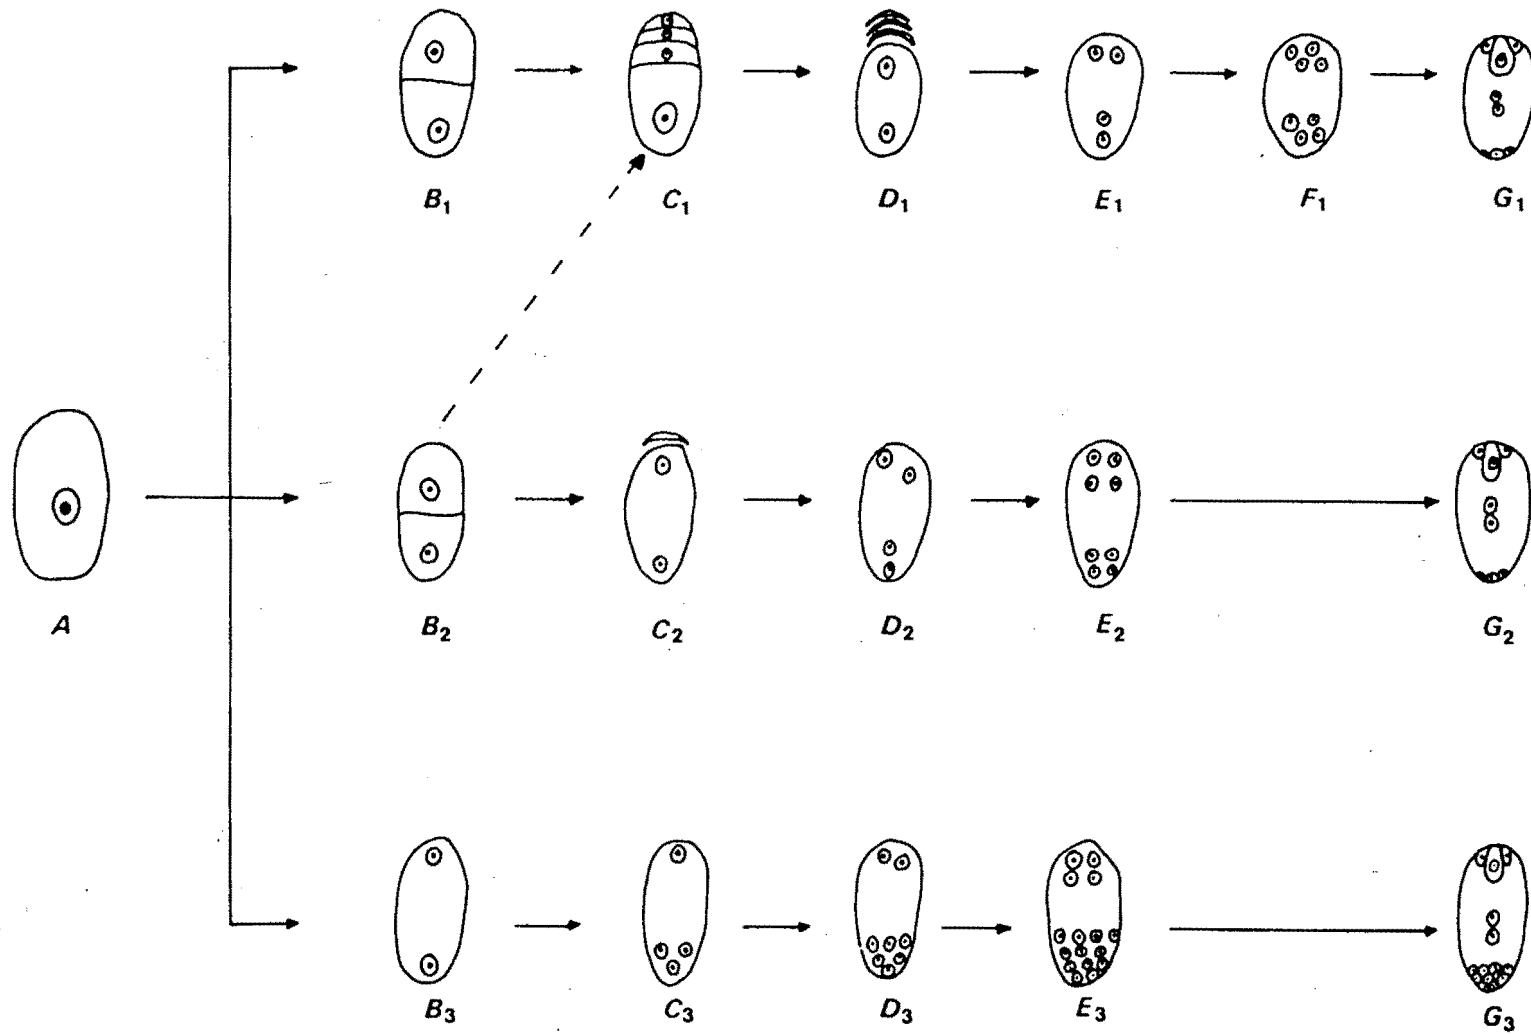 B₁ C₁ D₁ E₁ F₁ G₁
A B₂ C₂ D₂ E₂ G₂
B₃ C₃ D₃ E₃ G₃